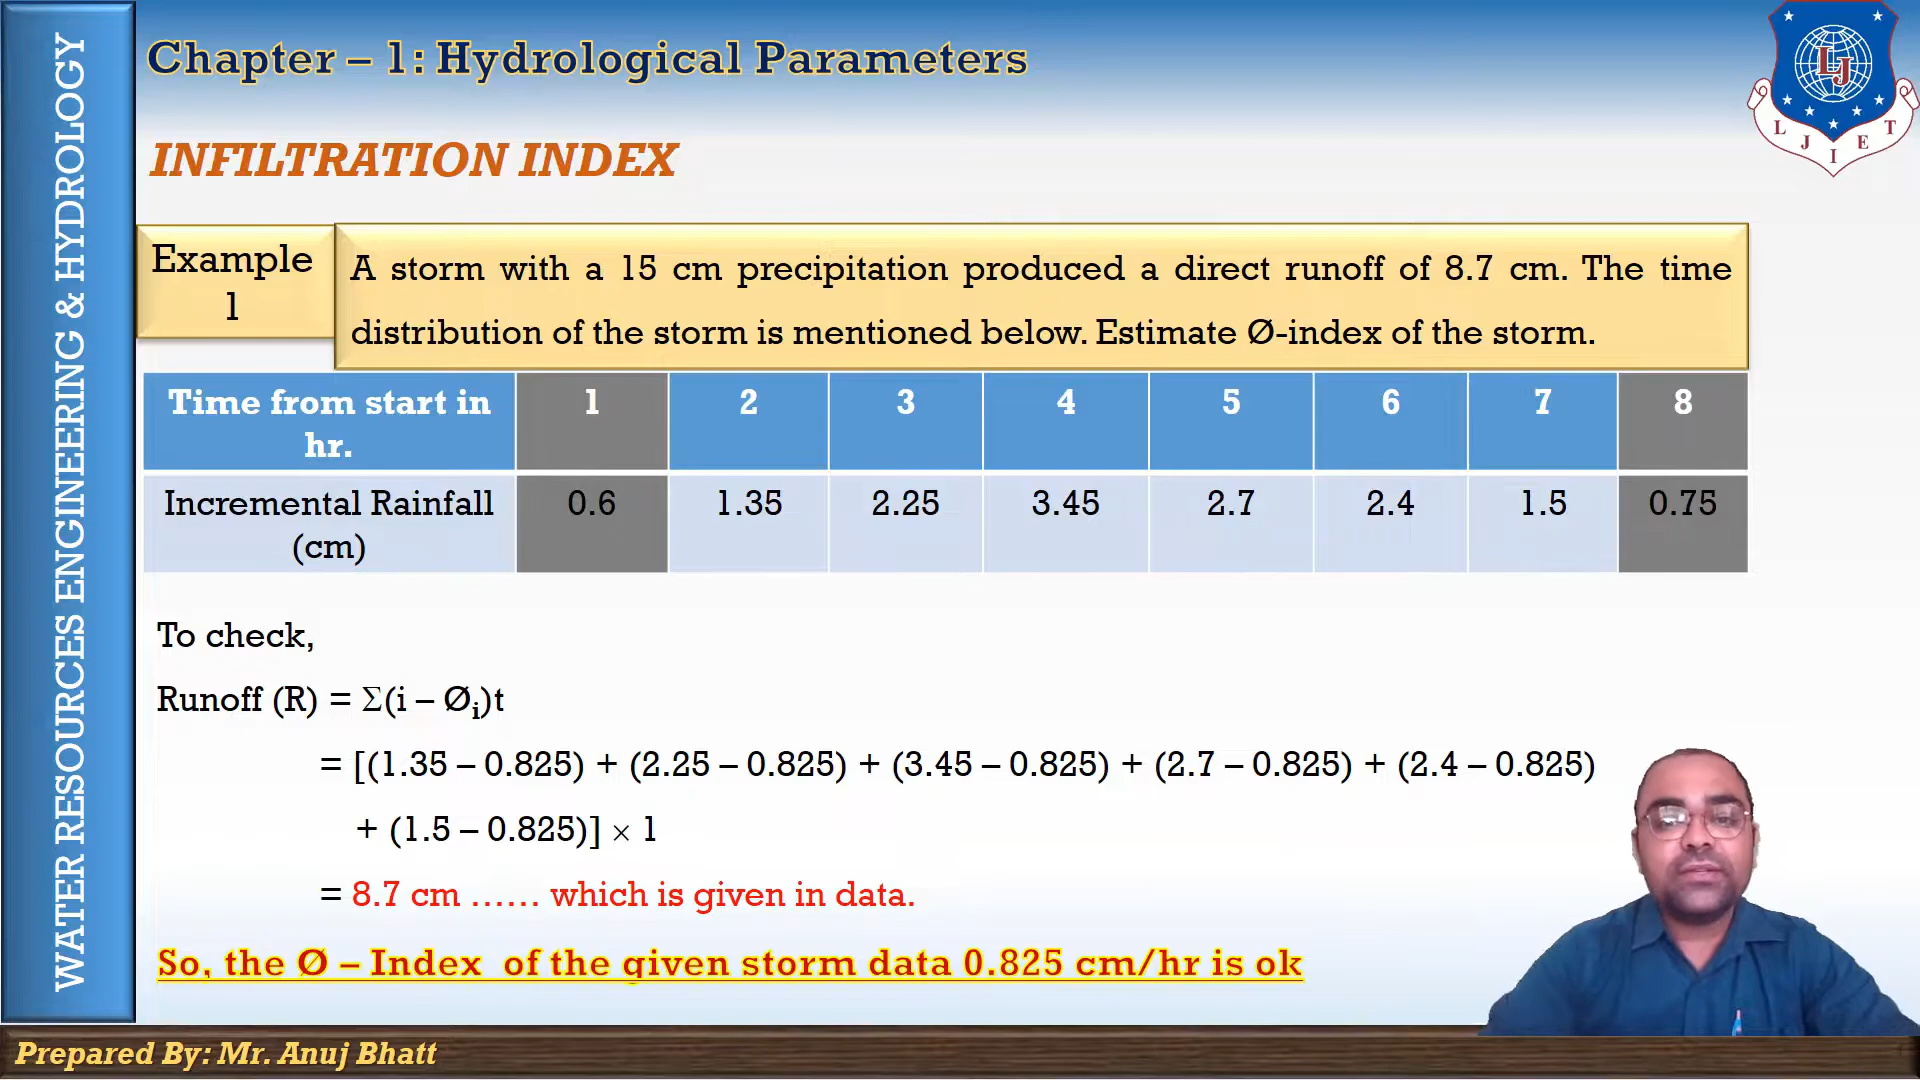 WATER RESOURCES ENGINEERING & HYDROLOGY
Chapter – 1: Hydrological Parameters
LJ
L J I E T
INFILTRATION INDEX
Example
1
A storm with a 15 cm precipitation produced a direct runoff of 8.7 cm. The time
distribution of the storm is mentioned below. Estimate Ø-index of the storm.
Time from start in
hr.
1 2 3 4 5 6 7 8
Incremental Rainfall
(cm)
0.6 1.35 2.25 3.45 2.7 2.4 1.5 0.75
To check,
Runoff (R) = Σ(i – Øi)t
= [(1.35 – 0.825) + (2.25 – 0.825) + (3.45 – 0.825) + (2.7 – 0.825) + (2.4 – 0.825)
+ (1.5 – 0.825)] × 1
= 8.7 cm …… which is given in data.
So, the Ø – Index of the given storm data 0.825 cm/hr is ok
Prepared By: Mr. Anuj Bhatt